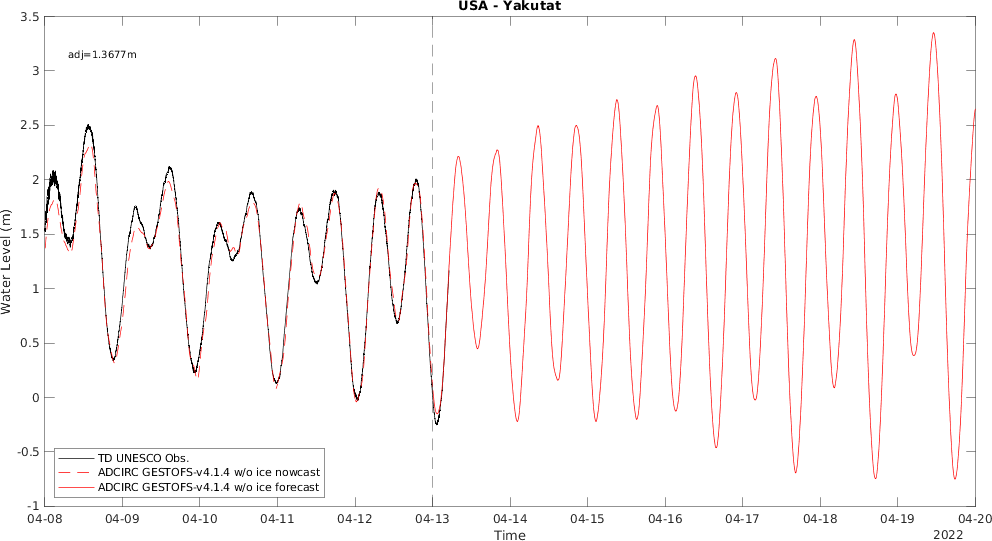 USA - Yakutat
3.5
3
2.5
2
1.5
1
0.5
0
-0.5
-1
Water Level (m)
adj=1.3677m
TD UNESCO Obs.
ADCIRC GESTOFS-v4.1.4 w/o ice nowcast
ADCIRC GESTOFS-v4.1.4 w/o ice forecast
04-08 04-09 04-10 04-11 04-12 04-13 04-14 04-15 04-16 04-17 04-18 04-19 04-20
Time
2022